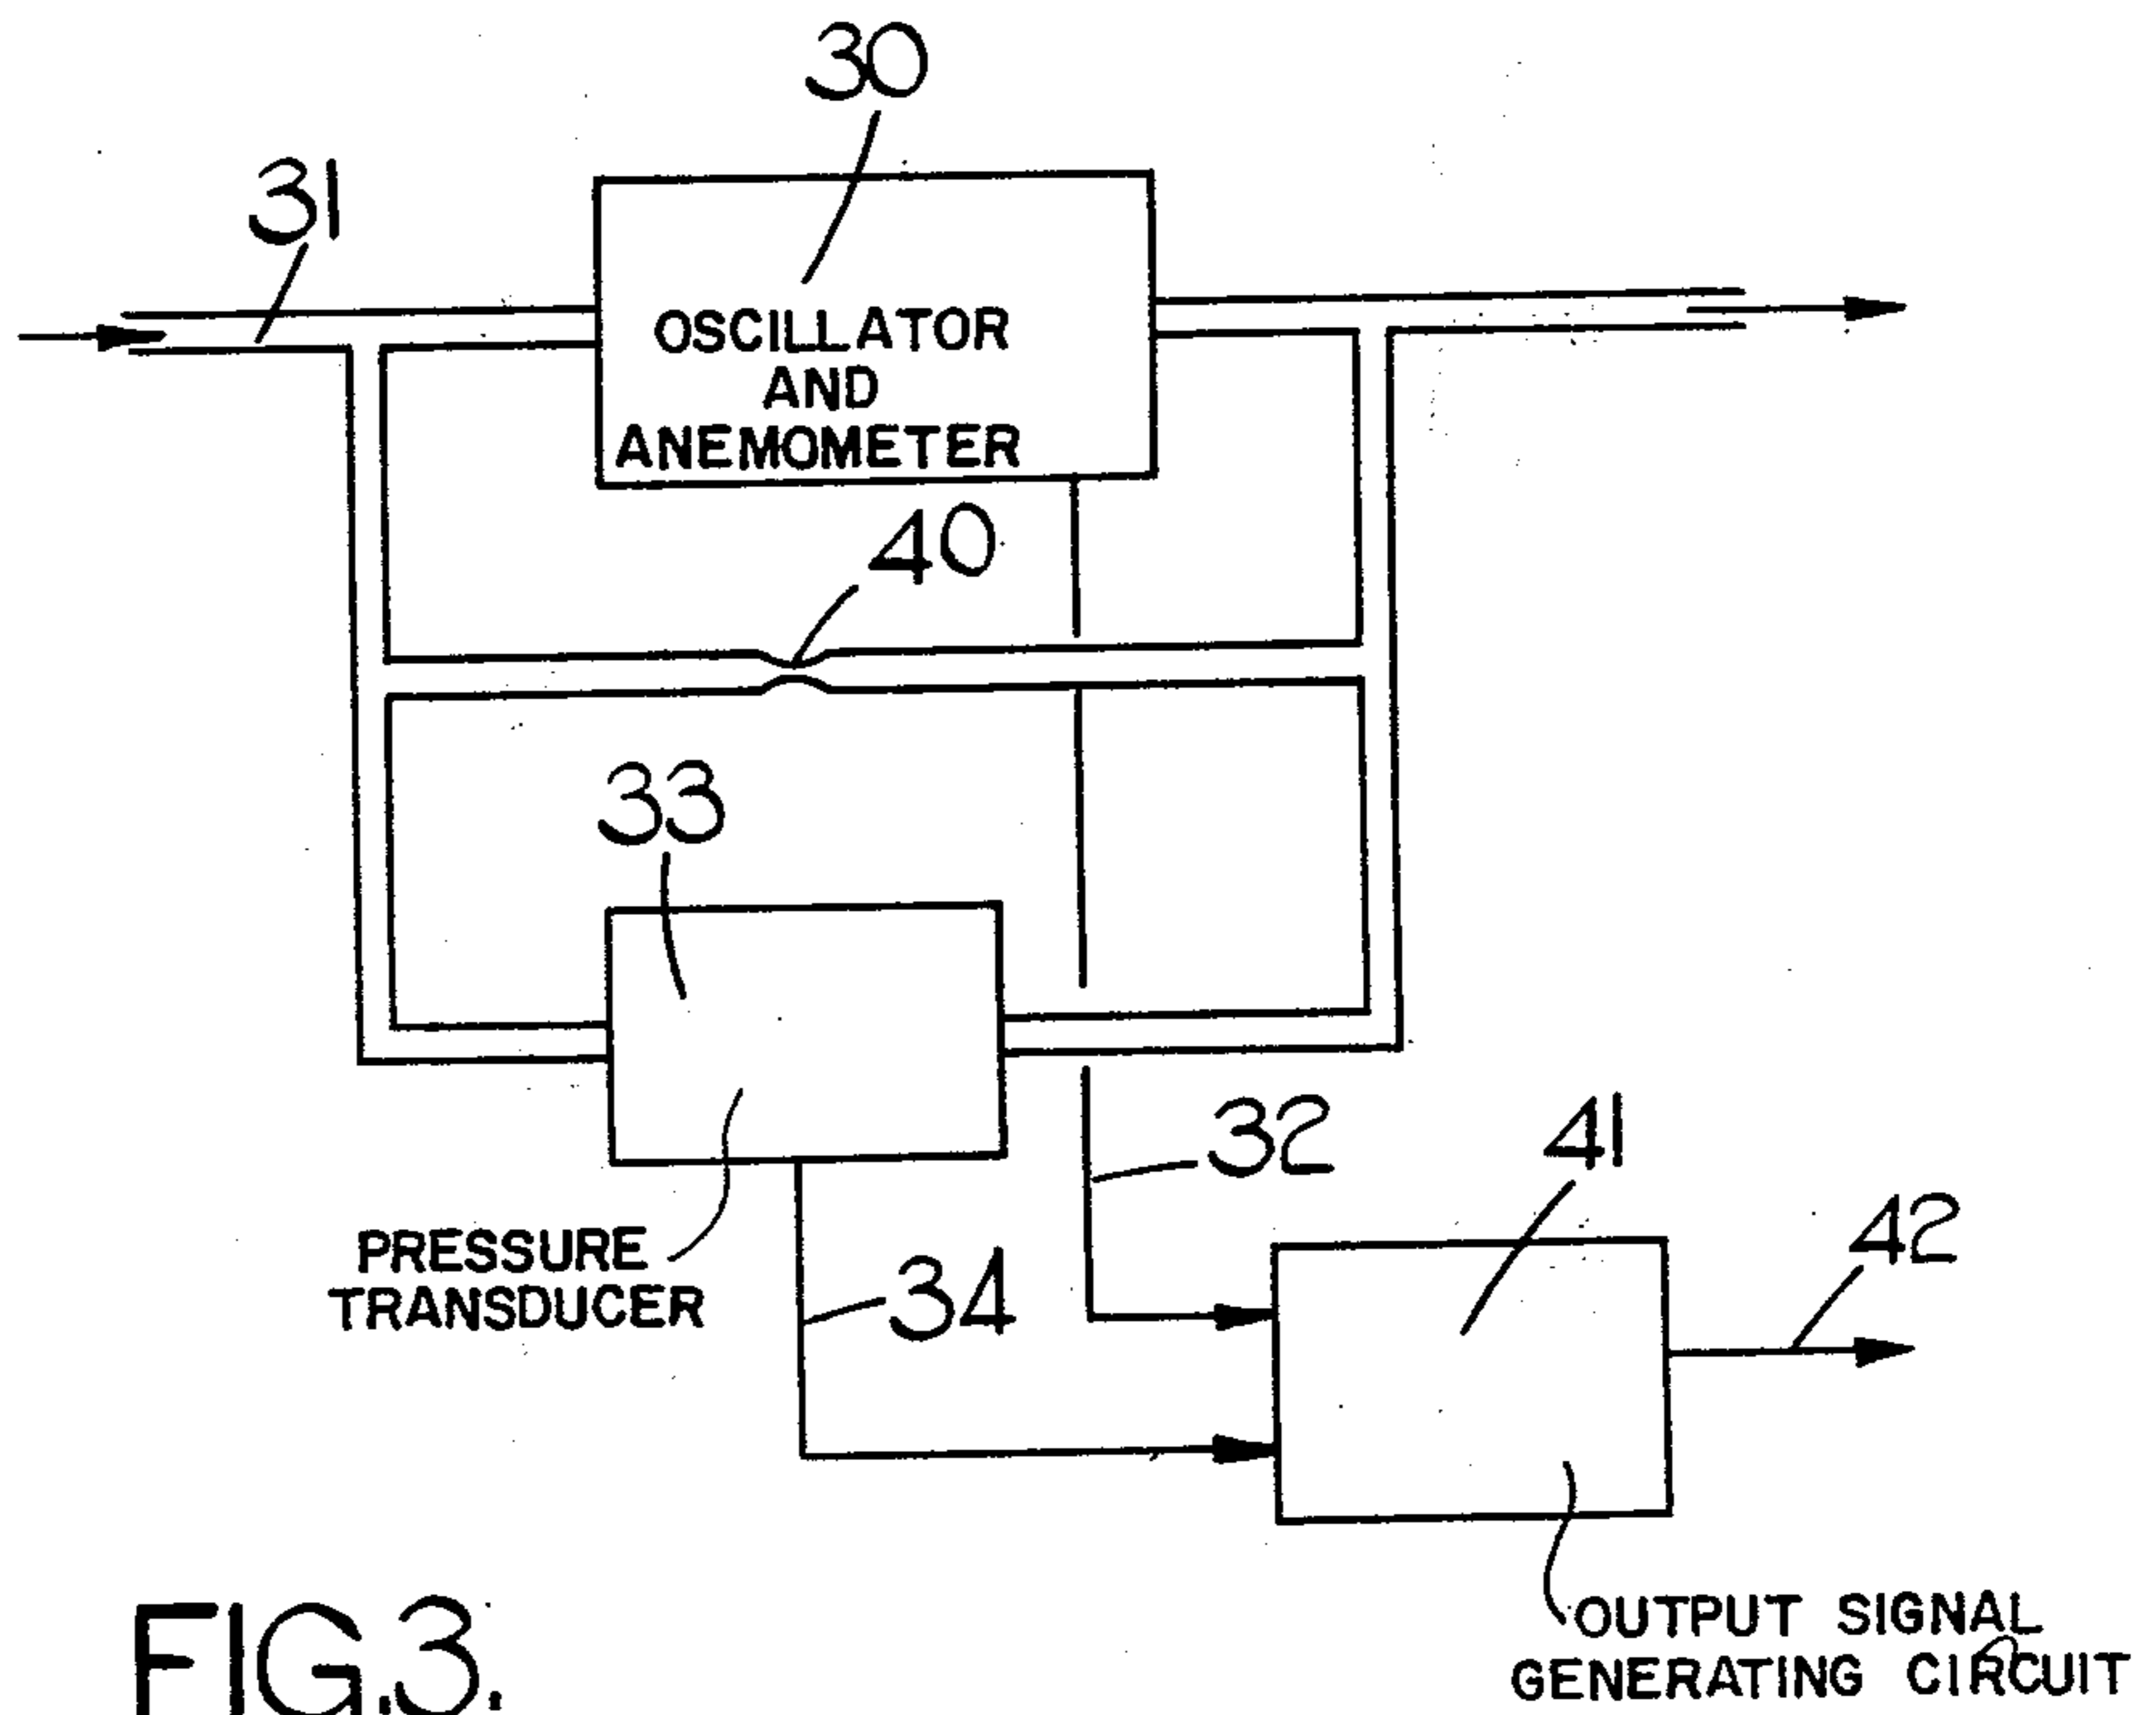 30
31
OSCILLATOR
AND
ANEMOMETER
40
33
32
41
42
PRESSURE
TRANSDUCER
34
OUTPUT SIGNAL
GENERATING CIRCUIT
FIG.3.